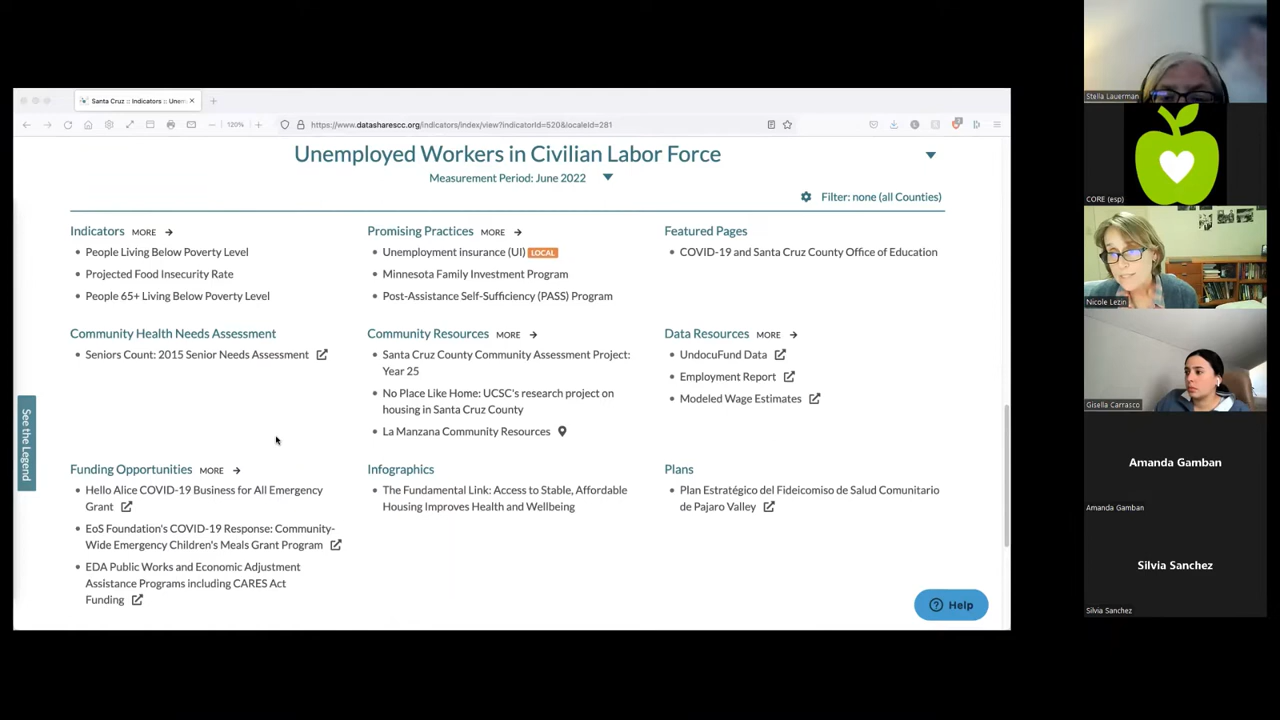 Santa Cruz :: Indicators :: Unem
120%
https://www.datasharescc.org/indicators/index/view?indicatorId=520&localeId=281
Unemployed Workers in Civilian Labor Force
Measurement Period: June 2022
Filter: none (all Counties)
Indicators MORE
People Living Below Poverty Level
Projected Food Insecurity Rate
People 65+ Living Below Poverty Level
Promising Practices MORE
Unemployment insurance (UI) LOCAL
Minnesota Family Investment Program
Post-Assistance Self-Sufficiency (PASS) Program
Featured Pages
COVID-19 and Santa Cruz County Office of Education
Community Health Needs Assessment
Seniors Count: 2015 Senior Needs Assessment
Community Resources MORE
Santa Cruz County Community Assessment Project:
Year 25
No Place Like Home: UCSC's research project on
housing in Santa Cruz County
La Manzana Community Resources
Data Resources MORE
UndocuFund Data
Employment Report
Modeled Wage Estimates
See the Legend
Funding Opportunities MORE
Hello Alice COVID-19 Business for All Emergency
Grant
EoS Foundation's COVID-19 Response: Community-
Wide Emergency Children's Meals Grant Program
EDA Public Works and Economic Adjustment
Assistance Programs including CARES Act
Funding
Infographics
The Fundamental Link: Access to Stable, Affordable
Housing Improves Health and Wellbeing
Plans
Plan Estratégico del Fideicomiso de Salud Comunitario
de Pajaro Valley
Help
Stella Lauerman
CORE (esp)
Nicole Lezin
Gisella Carrasco
Amanda Gamban
Amanda Gamban
Silvia Sanchez
Silvia Sanchez